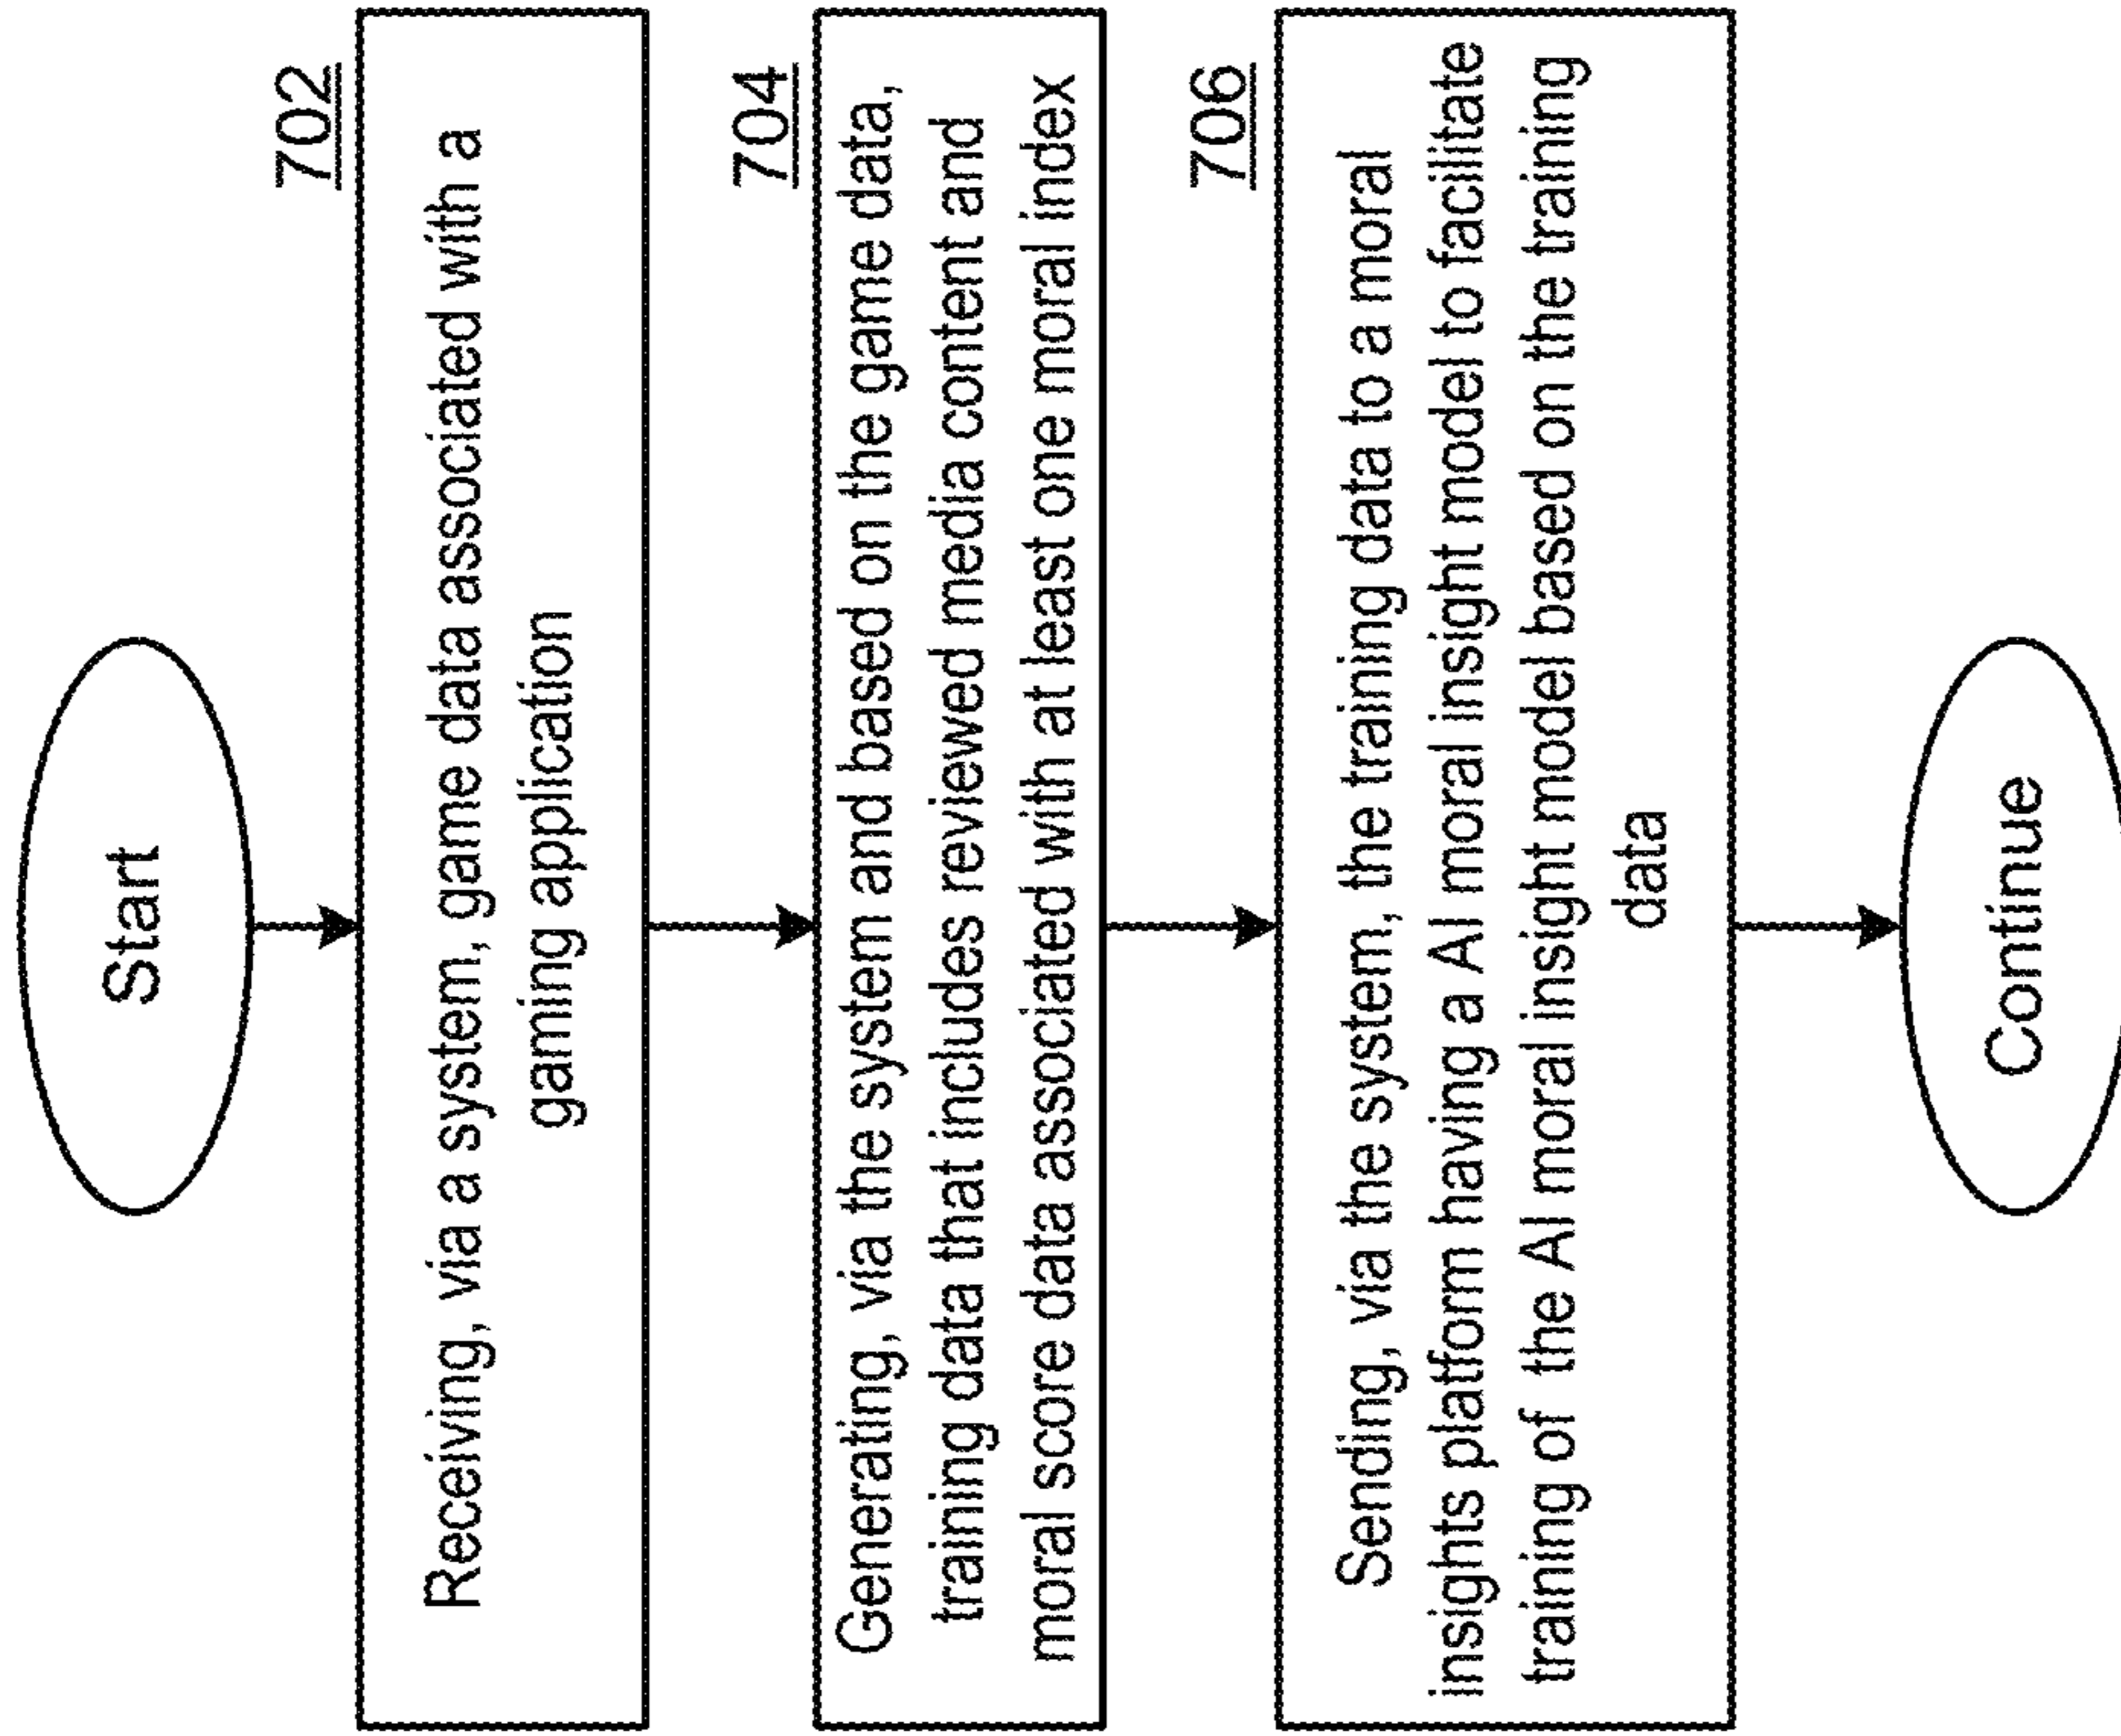 Start
702
Receiving, via a system, game data associated with a
gaming application
704
Generating, via the system and based on the game data,
training data that includes reviewed media content and
moral score data associated with at least one moral index
706
Sending, via the system, the training data to a moral
insights platform having a AI moral insight model to facilitate
training of the AI moral insight model based on the training
data
Continue